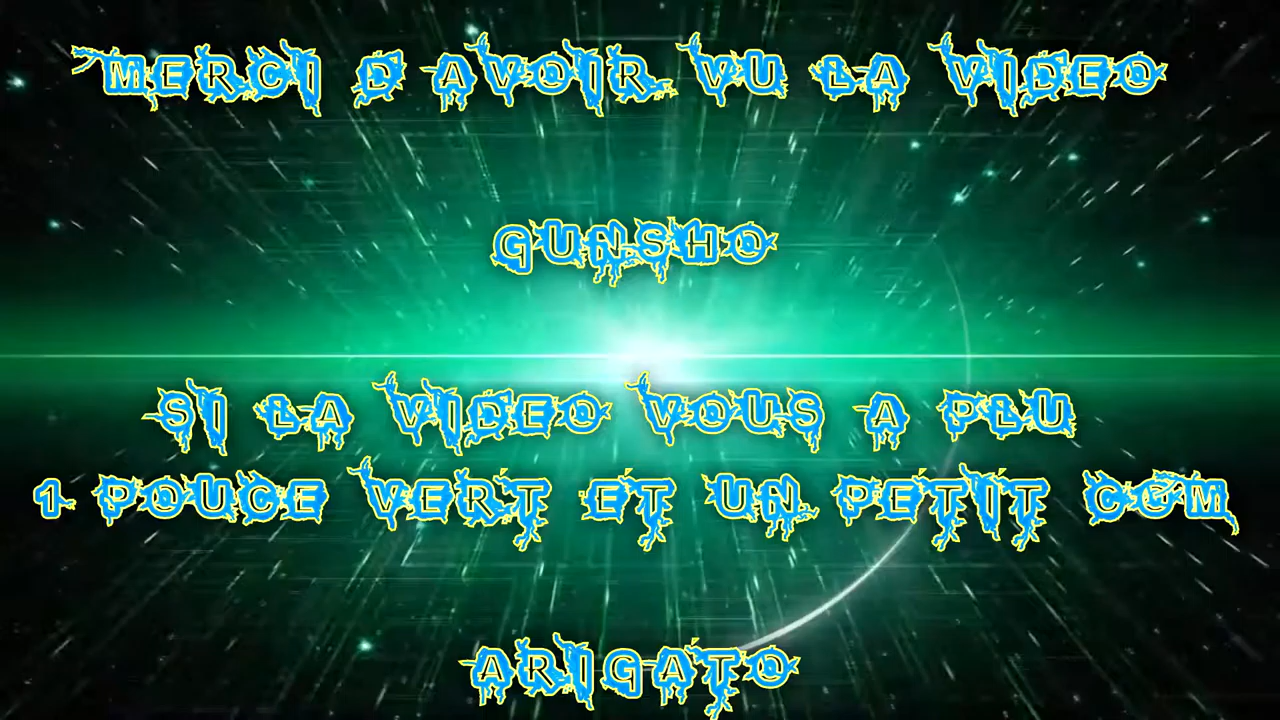 MERCI D AVOIR VU LA VIDEO
GUNSHO
SI LA VIDEO VOUS A PLU
1 POUCE VERT ET UN PETIT COM
ARIGATO